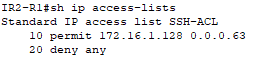 IR2-R1#sh ip access-lists
Standard IP access list SSH-ACL
    10 permit 172.16.1.128 0.0.0.63
    20 deny any